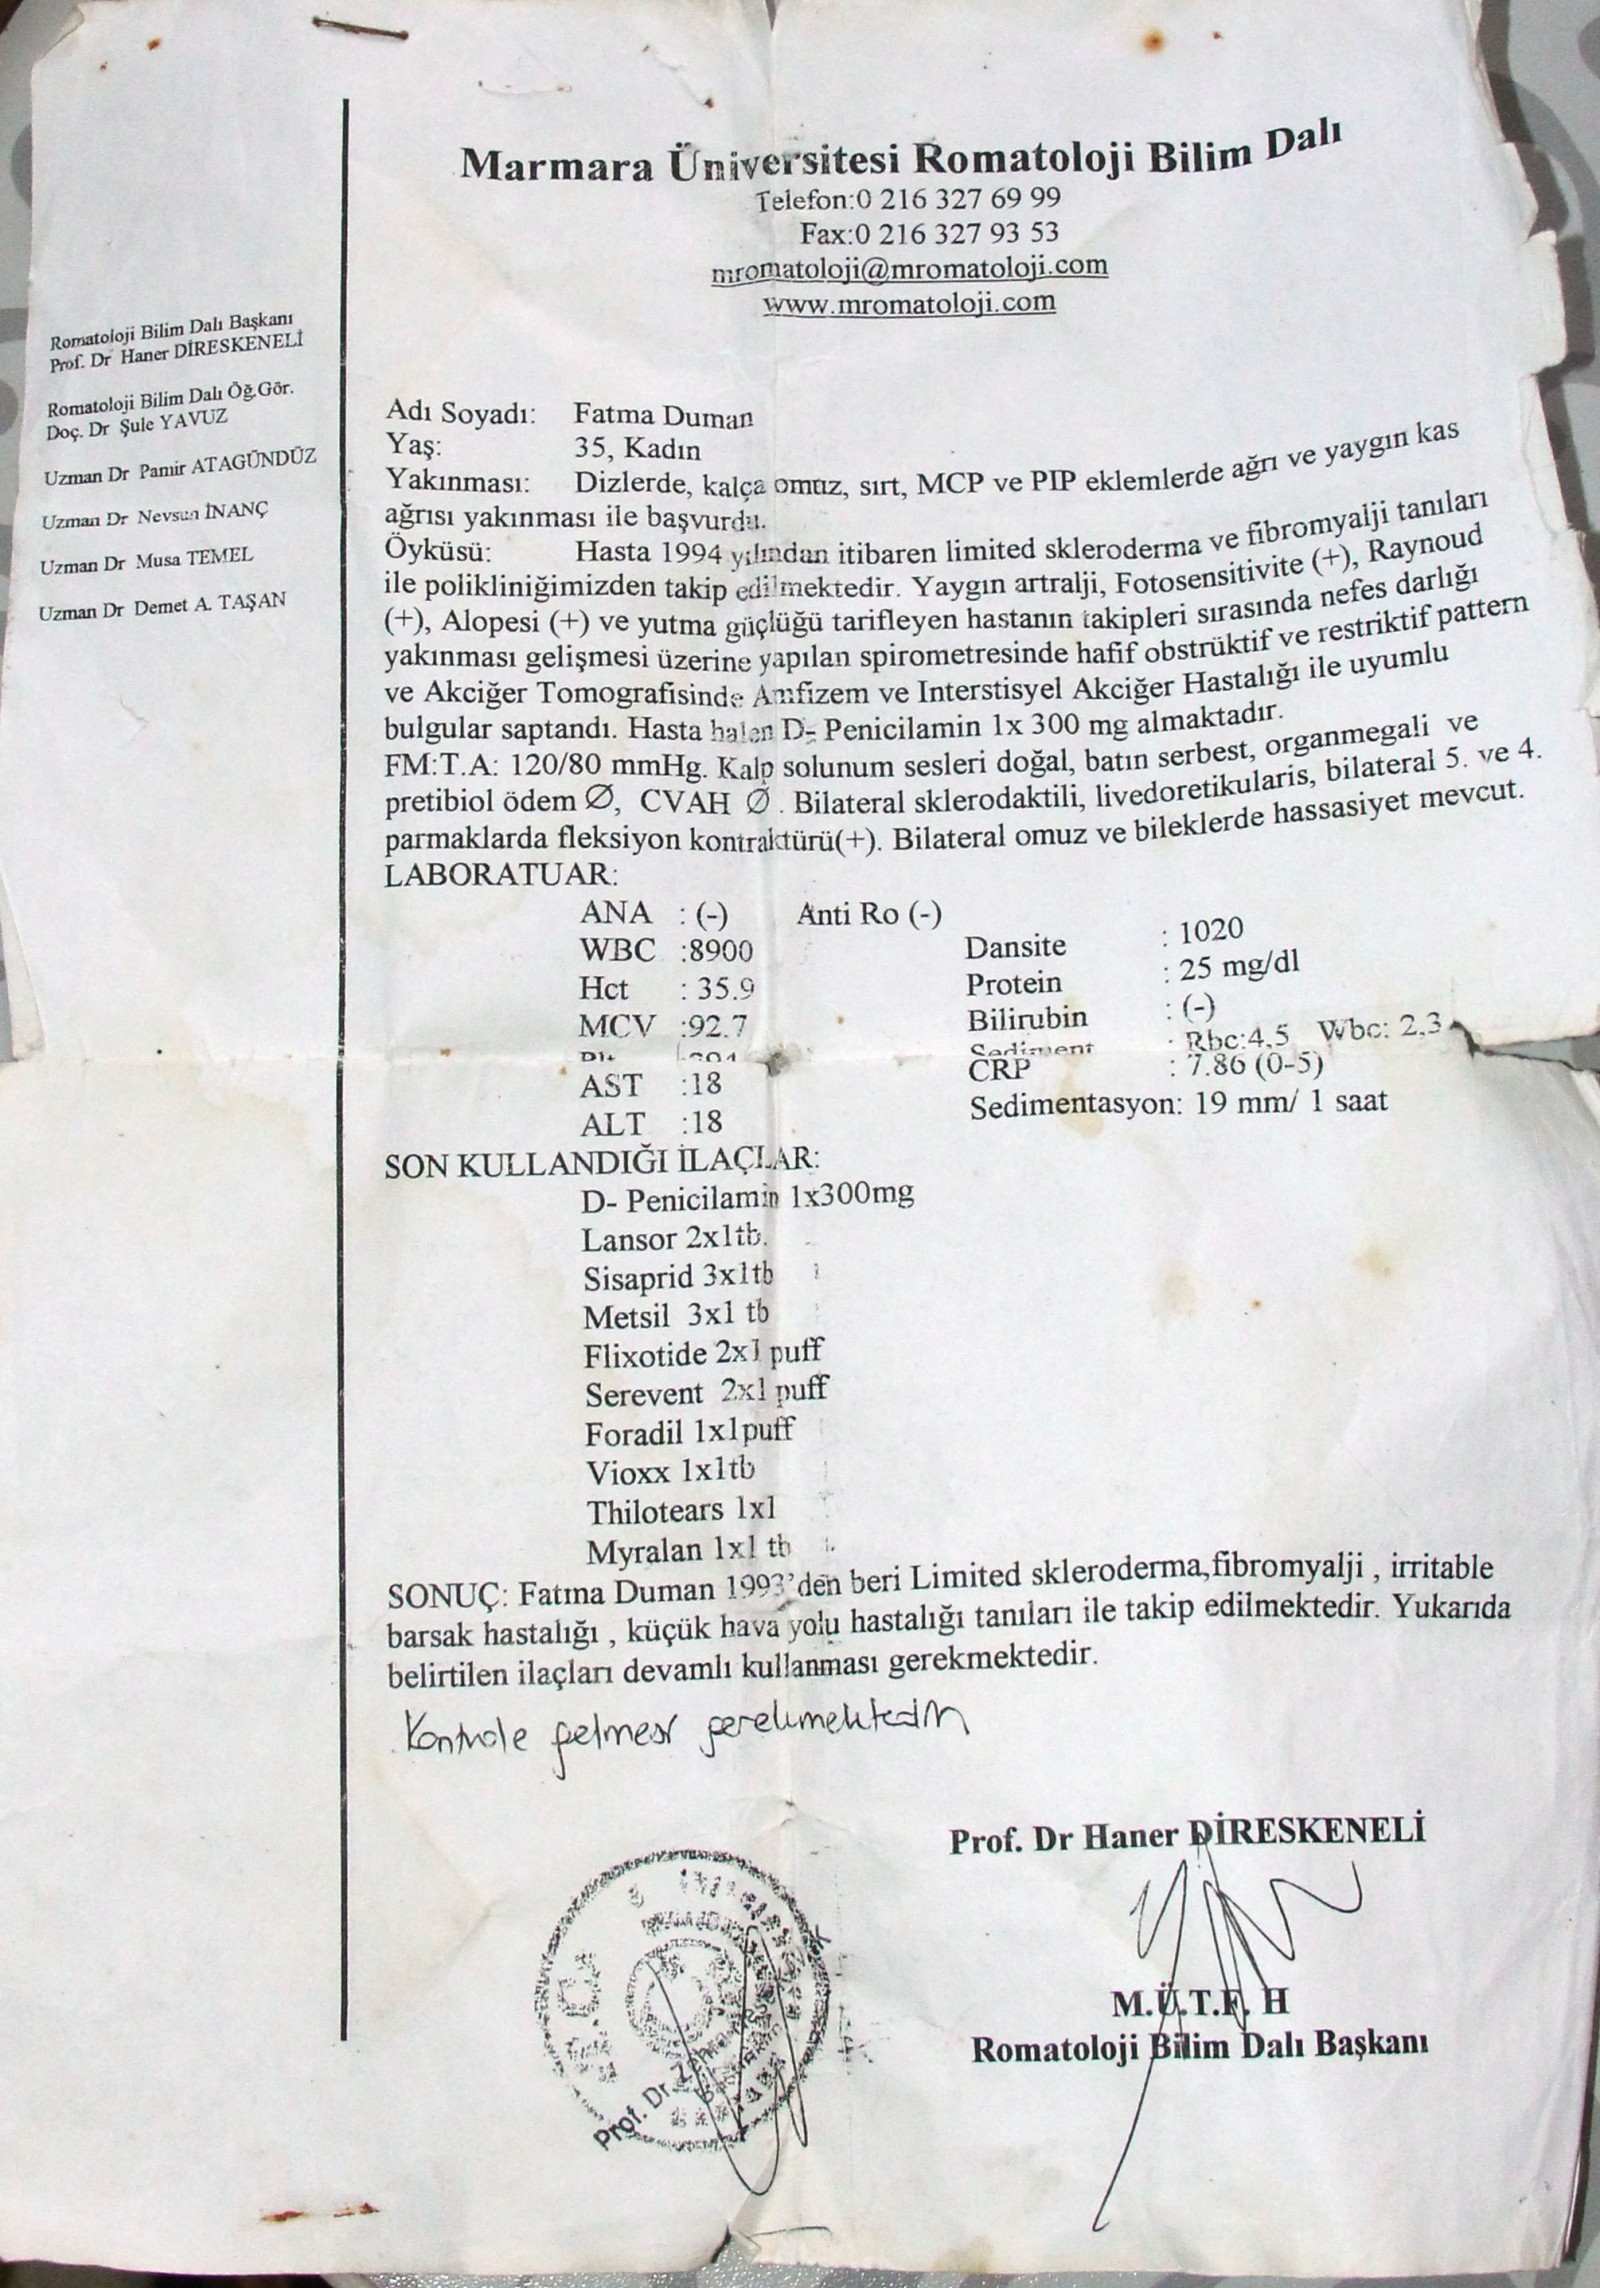 Marmara Üniversitesi Romatoloji Bilim Dalı
Telefon:0 216 327 69 99
Fax:0 216 327 93 53
mromatoloji@mromatoloji.com
www.mromatoloji.com
Romatoloji Bilim Dalı Başkanı
Prof. Dr Haner DİRESKENELİ
Romatoloji Bilim Dalı Öğ.Gör.
Doç. Dr Şule YAVUZ
Uzman Dr Pamir ATAGÜNDÜZ
Uzman Dr Nevsun İNANÇ
Uzman Dr Musa TEMEL
Uzman Dr Demet A. TAŞAN
Adı Soyadı: Fatma Duman
Yaş: 35, Kadın
Yakınması: Dizlerde, kalça omuz, sırt, MCP ve PIP eklemlerde ağrı ve yaygın kas
ağrısı yakınması ile başvurdu.
Öyküsü: Hasta 1994 yılından itibaren limited skleroderma ve fibromyalji tanıları
ile polikliniğimizden takip edilmektedir. Yaygın artralji, Fotosensitivite (+), Raynoud
(+), Alopesi (+) ve yutma güçlüğü tarifleyen hastanın takipleri sırasında nefes darlığı
yakınması gelişmesi üzerine yapılan spirometresinde hafif obstrüktif ve restriktif pattern
ve Akciğer Tomografisinde Amfizem ve Interstisyel Akciğer Hastalığı ile uyumlu
bulgular saptandı. Hasta halen D- Penicilamin 1x 300 mg almaktadır.
FM:T.A: 120/80 mmHg. Kalp solunum sesleri doğal, batın serbest, organmegali ve
pretibiol ödem Ø, CVAH Ø . Bilateral sklerodaktili, livedoretikularis, bilateral 5. ve 4.
parmaklarda fleksiyon kontraktürü(+). Bilateral omuz ve bileklerde hassasiyet mevcut.
LABORATUAR:
ANA : (-) Anti Ro (-)
WBC :8900 Dansite : 1020
Hct : 35.9 Protein : 25 mg/dl
MCV :92.7 Bilirubin : (-)
Plt Sediment : Rbc:4,5 Wbc: 2,3
AST :18 CRP : 7.86 (0-5)
ALT :18 Sedimentasyon: 19 mm/ 1 saat
SON KULLANDIĞI İLAÇLAR:
D- Penicilamin 1x300mg
Lansor 2x1tb.
Sisaprid 3x1tb
Metsil 3x1 tb
Flixotide 2x1 puff
Serevent 2x1 puff
Foradil 1x1puff
Vioxx 1x1tb
Thilotears 1x1
Myralan 1x1 tb
SONUÇ: Fatma Duman 1993'den beri Limited skleroderma,fibromyalji , irritable
barsak hastalığı , küçük hava yolu hastalığı tanıları ile takip edilmektedir. Yukarıda
belirtilen ilaçları devamlı kullanması gerekmektedir.
Kontrole gelmesi gerekmektedir
Prof. Dr Haner DİRESKENELİ
M.Ü.T.F. H
Romatoloji Bilim Dalı Başkanı
Prof. Dr.